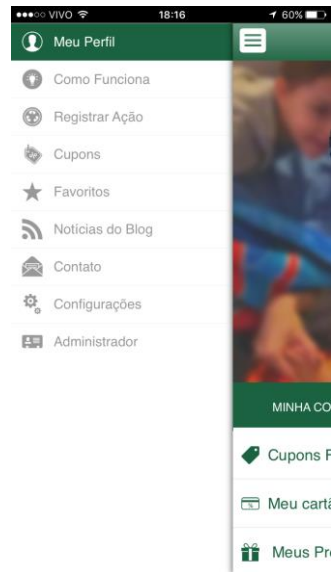 VIVO 18:16 60%
Meu Perfil
Como Funciona
Registrar Ação
Cupons
Favoritos
Notícias do Blog
Contato
Configurações
Administrador
MINHA CO
Cupons F
Meu cartã
Meus Pr